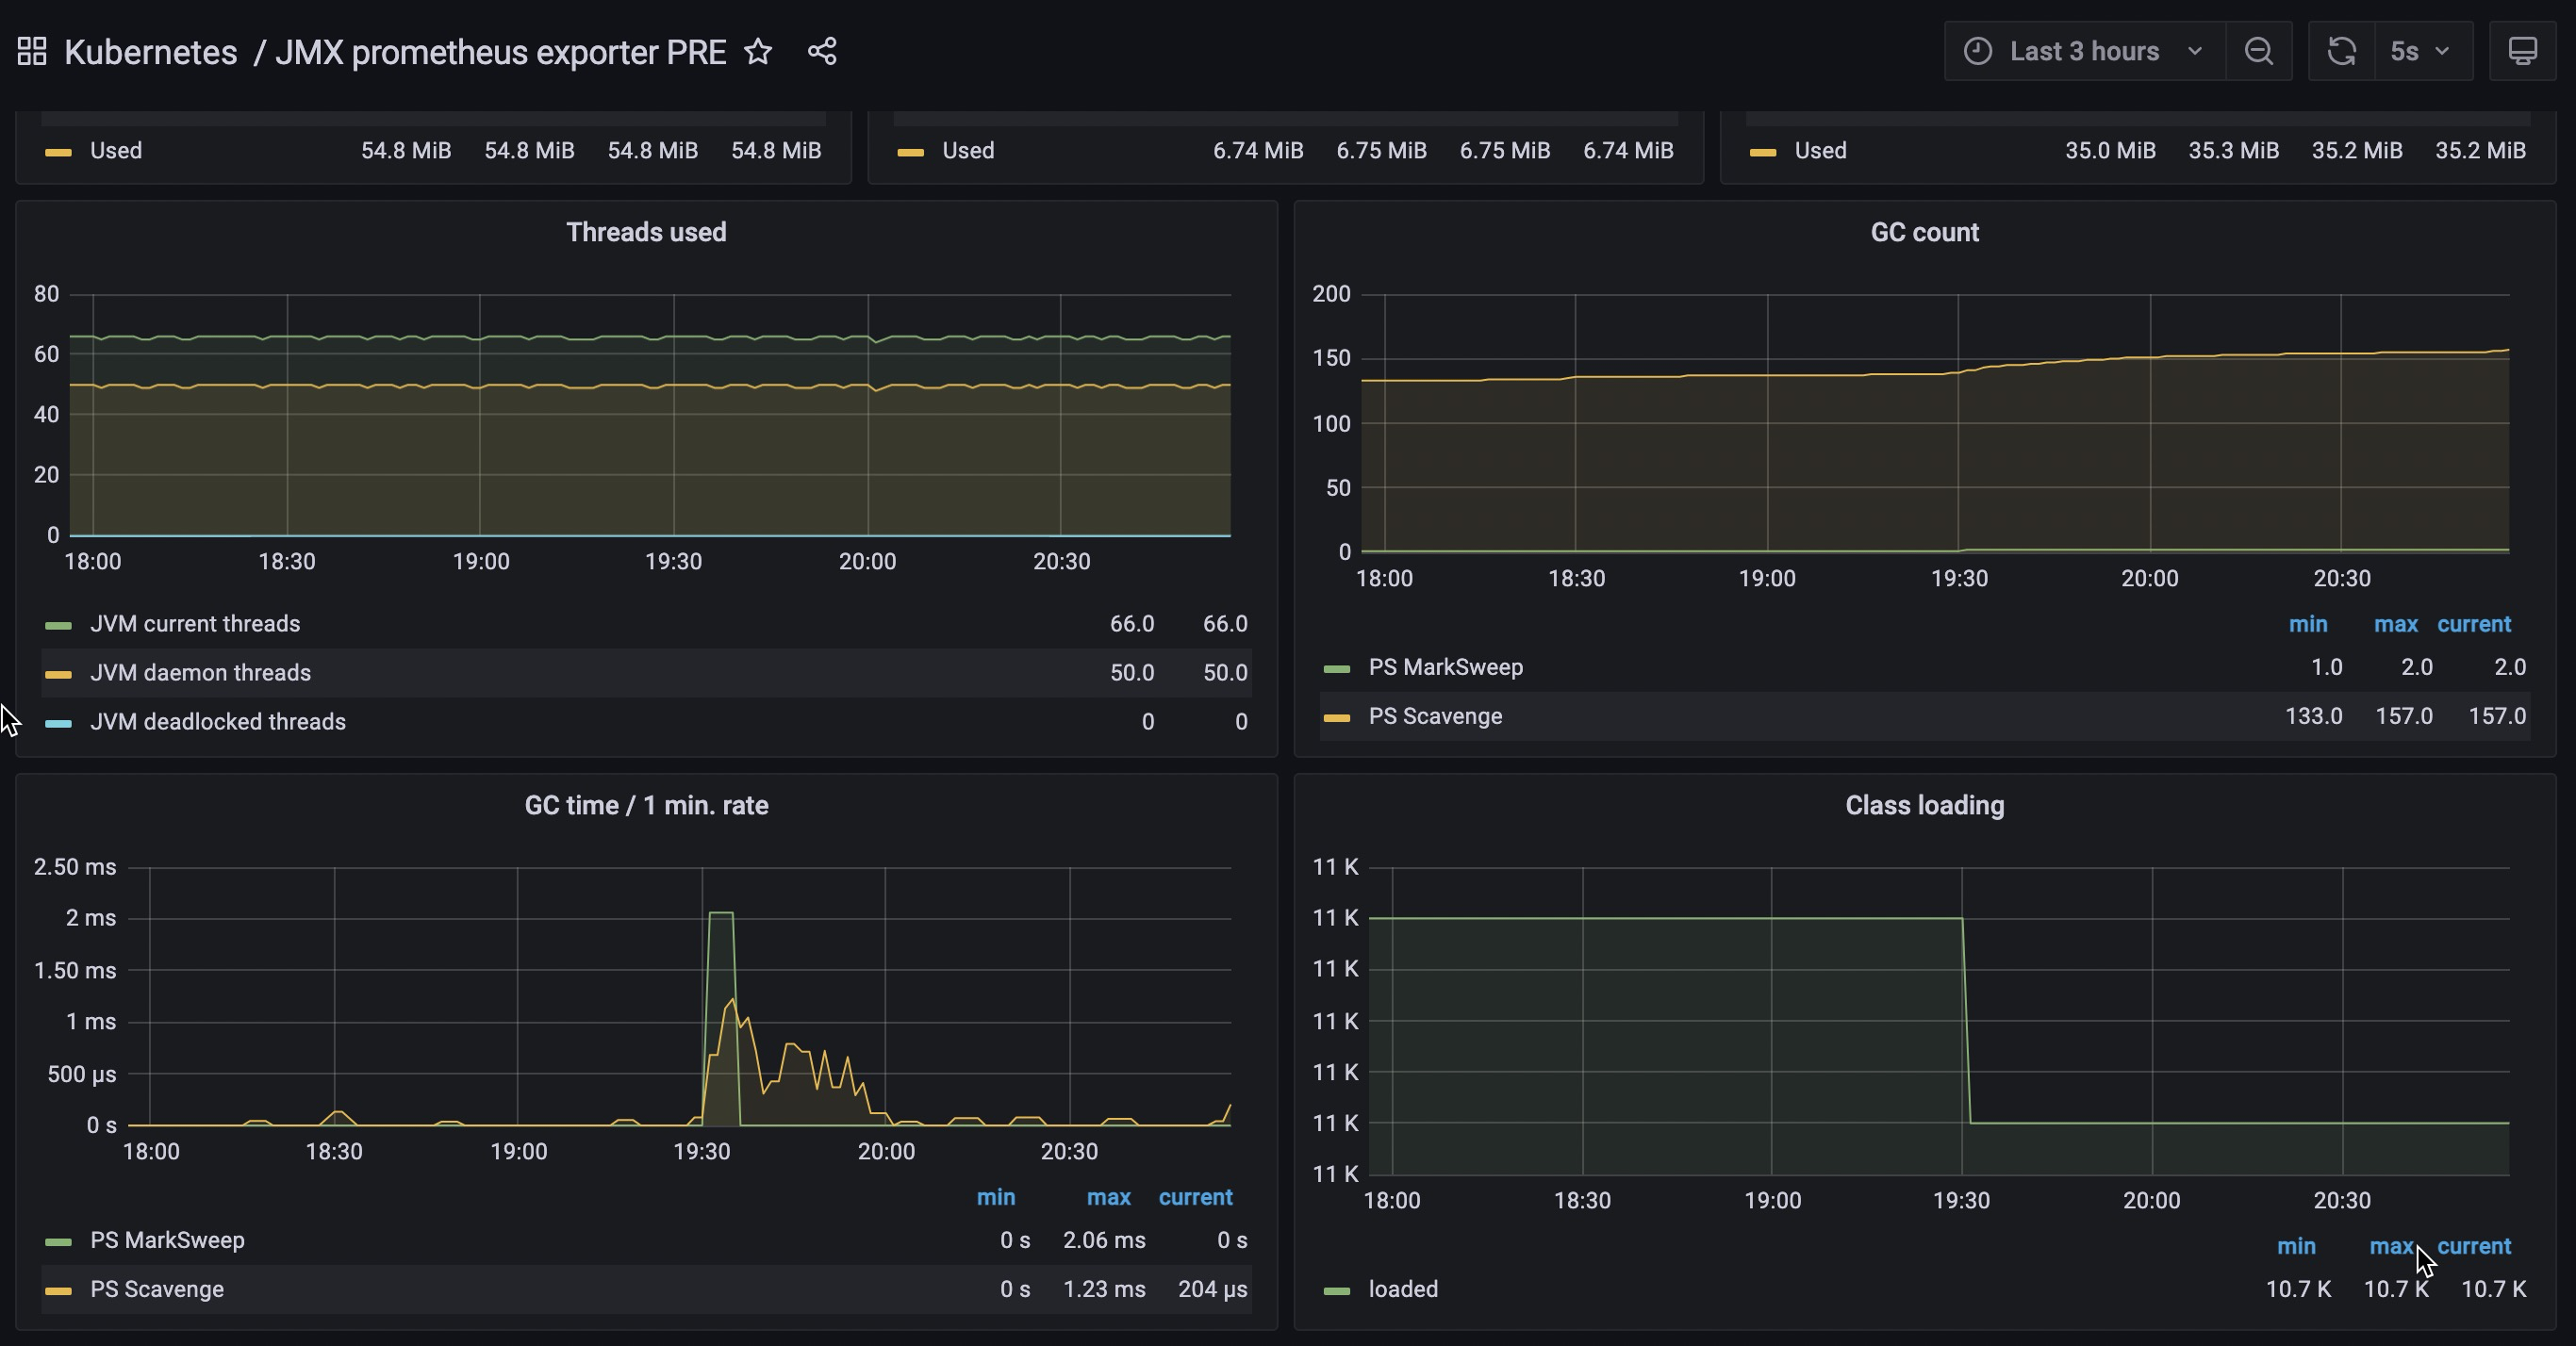 Kubernetes / JMX prometheus exporter PRE
Last 3 hours
5s
Used 54.8 MiB 54.8 MiB 54.8 MiB 54.8 MiB
Used 6.74 MiB 6.75 MiB 6.75 MiB 6.74 MiB
Used 35.0 MiB 35.3 MiB 35.2 MiB 35.2 MiB
Threads used
80
60
40
20
0
18:00 18:30 19:00 19:30 20:00 20:30
JVM current threads 66.0 66.0
JVM daemon threads 50.0 50.0
JVM deadlocked threads 0 0
GC count
200
150
100
50
0
18:00 18:30 19:00 19:30 20:00 20:30
min max current
PS MarkSweep 1.0 2.0 2.0
PS Scavenge 133.0 157.0 157.0
GC time / 1 min. rate
2.50 ms
2 ms
1.50 ms
1 ms
500 µs
0 s
18:00 18:30 19:00 19:30 20:00 20:30
min max current
PS MarkSweep 0 s 2.06 ms 0 s
PS Scavenge 0 s 1.23 ms 204 µs
Class loading
11 K
11 K
11 K
11 K
11 K
11 K
11 K
18:00 18:30 19:00 19:30 20:00 20:30
min max current
loaded 10.7 K 10.7 K 10.7 K